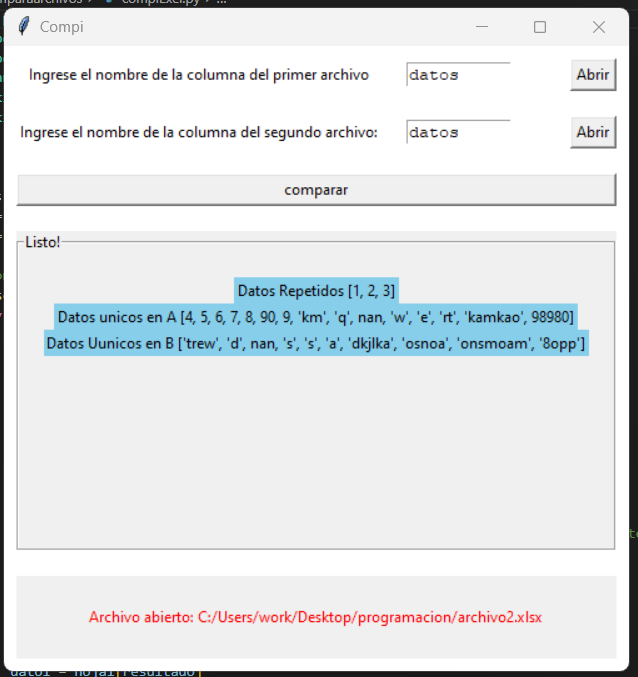 comparaarchivos > compiExel.py > ...
Compi
Ingrese el nombre de la columna del primer archivo datos Abrir
Ingrese el nombre de la columna del segundo archivo: datos Abrir
comparar
Listo!
Datos Repetidos [1, 2, 3]
Datos unicos en A [4, 5, 6, 7, 8, 90, 9, 'km', 'q', nan, 'w', 'e', 'rt', 'kamkao', 98980]
Datos Uunicos en B ['trew', 'd', nan, 's', 's', 'a', 'dkjlka', 'osnoa', 'onsmoam', '8opp']
Archivo abierto: C:/Users/work/Desktop/programacion/archivo2.xlsx